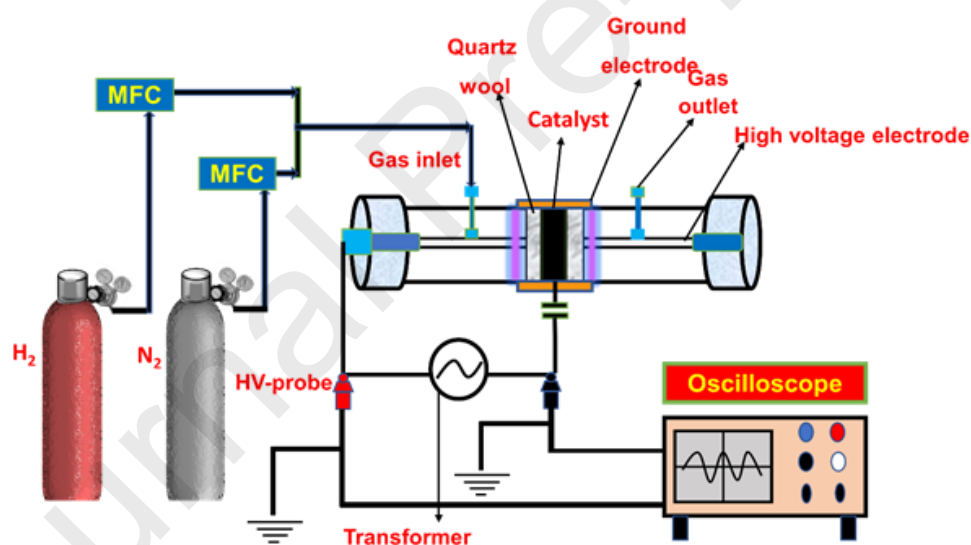 Ground
electrode
Quartz
wool
Gas
outlet
MFC
Catalyst
High voltage electrode
Gas inlet
MFC
H2
N2
HV-probe
Oscilloscope
Transformer